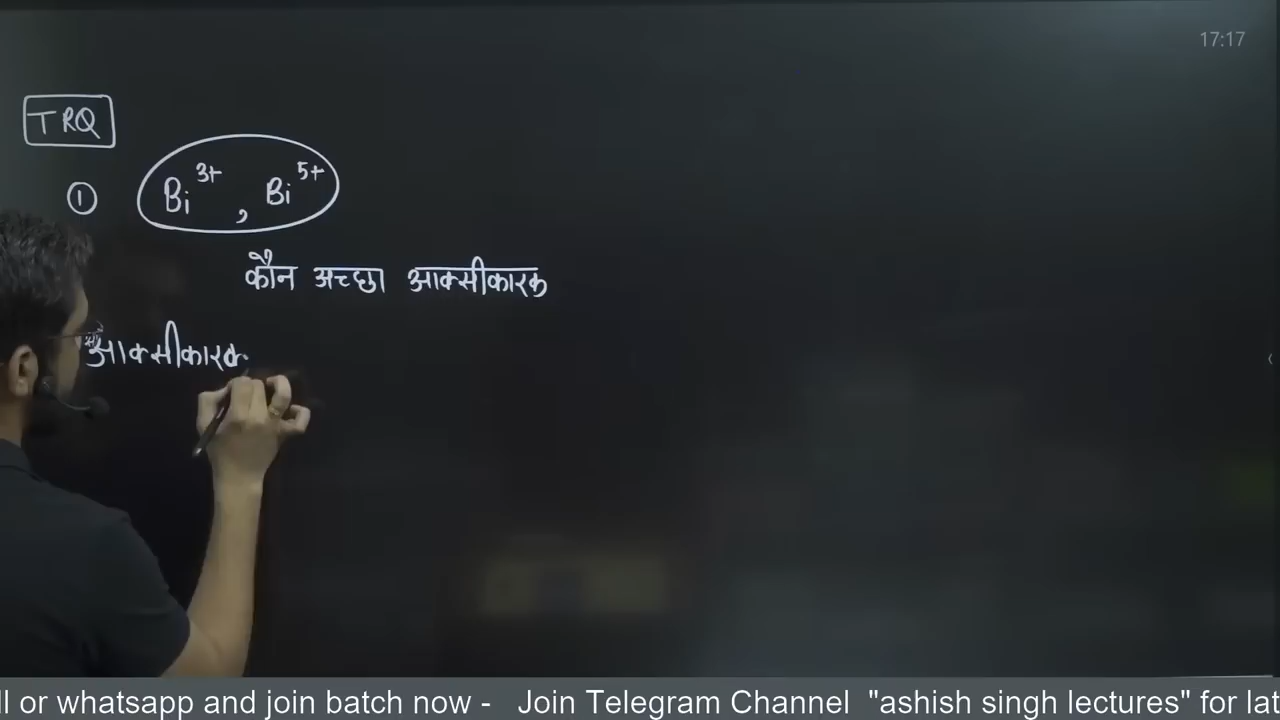 17:17
TRQ
① Bi³⁺, Bi⁵⁺
कौन अच्छा आक्सीकारक
आक्सीकारक
ll or whatsapp and join batch now - Join Telegram Channel "ashish singh lectures" for lat